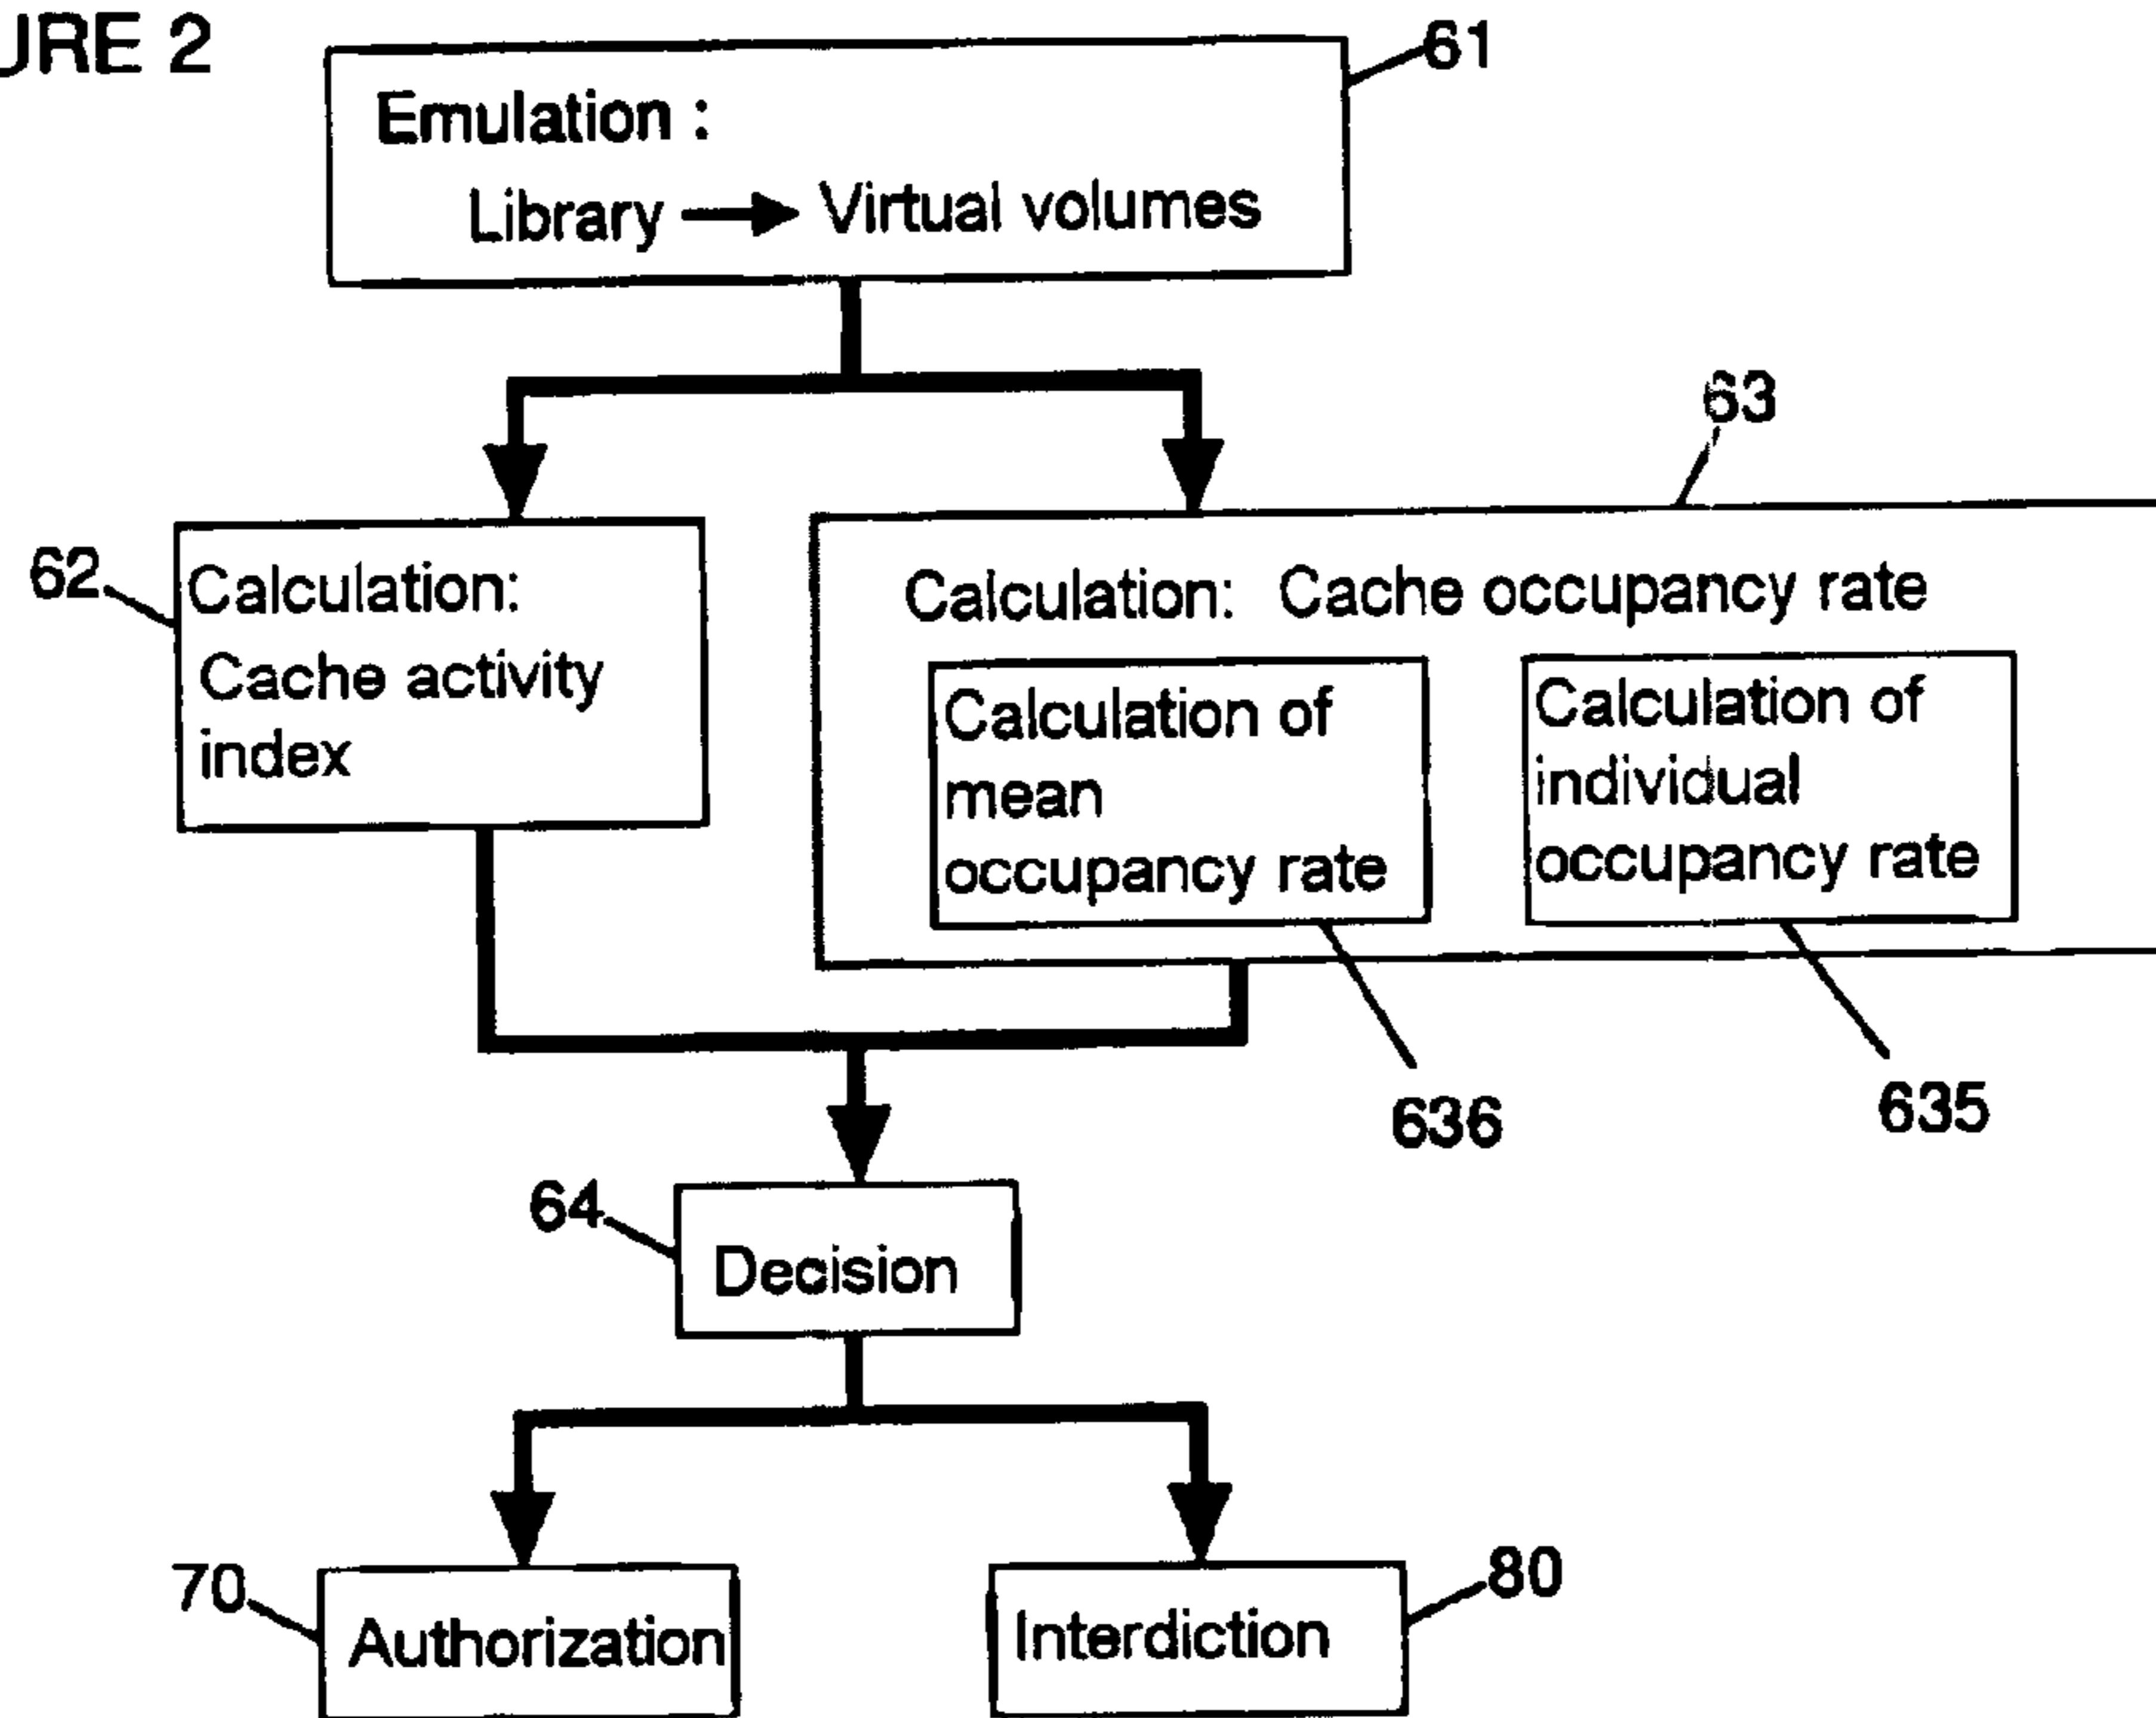 URE 2
61
Emulation :
Library → Virtual volumes
63
62
Calculation:
Cache activity
index
Calculation: Cache occupancy rate
Calculation of
mean
occupancy rate
Calculation of
individual
occupancy rate
636
635
64
Decision
70
Authorization
Interdiction
80